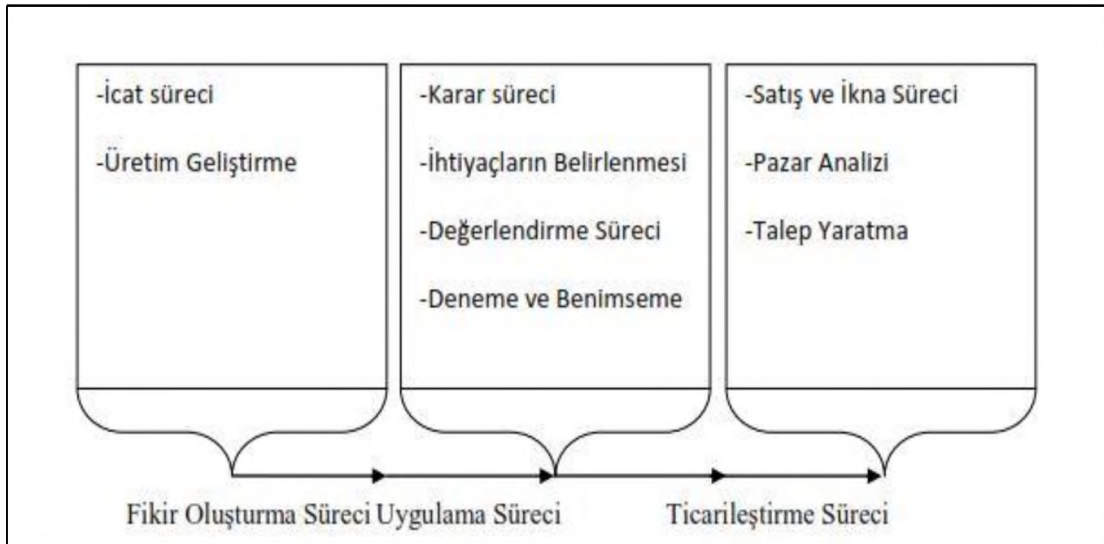 -İcat süreci
-Üretim Geliştirme
-Karar süreci
-İhtiyaçların Belirlenmesi
-Değerlendirme Süreci
-Deneme ve Benimseme
-Satış ve İkna Süreci
-Pazar Analizi
-Talep Yaratma
Fikir Oluşturma Süreci Uygulama Süreci Ticarileştirme Süreci